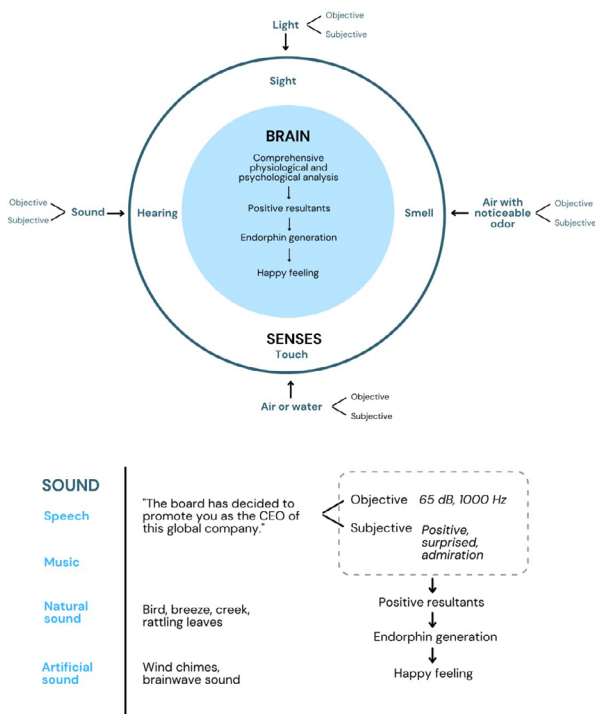 Light
Objective
Subjective
Sight
BRAIN
Comprehensive
physiological and
psychological analysis
Positive resultants
Endorphin generation
Happy feeling
Objective
Subjective
Sound
Hearing
Smell
Air with
noticeable
odor
Objective
Subjective
SENSES
Touch
Air or water
Objective
Subjective
SOUND
Speech
"The board has decided to
promote you as the CEO of
this global company."
Objective 65 dB, 1000 Hz
Subjective Positive,
surprised,
admiration
Music
Natural
sound
Bird, breeze, creek,
rattling leaves
Artificial
sound
Wind chimes,
brainwave sound
Positive resultants
Endorphin generation
Happy feeling